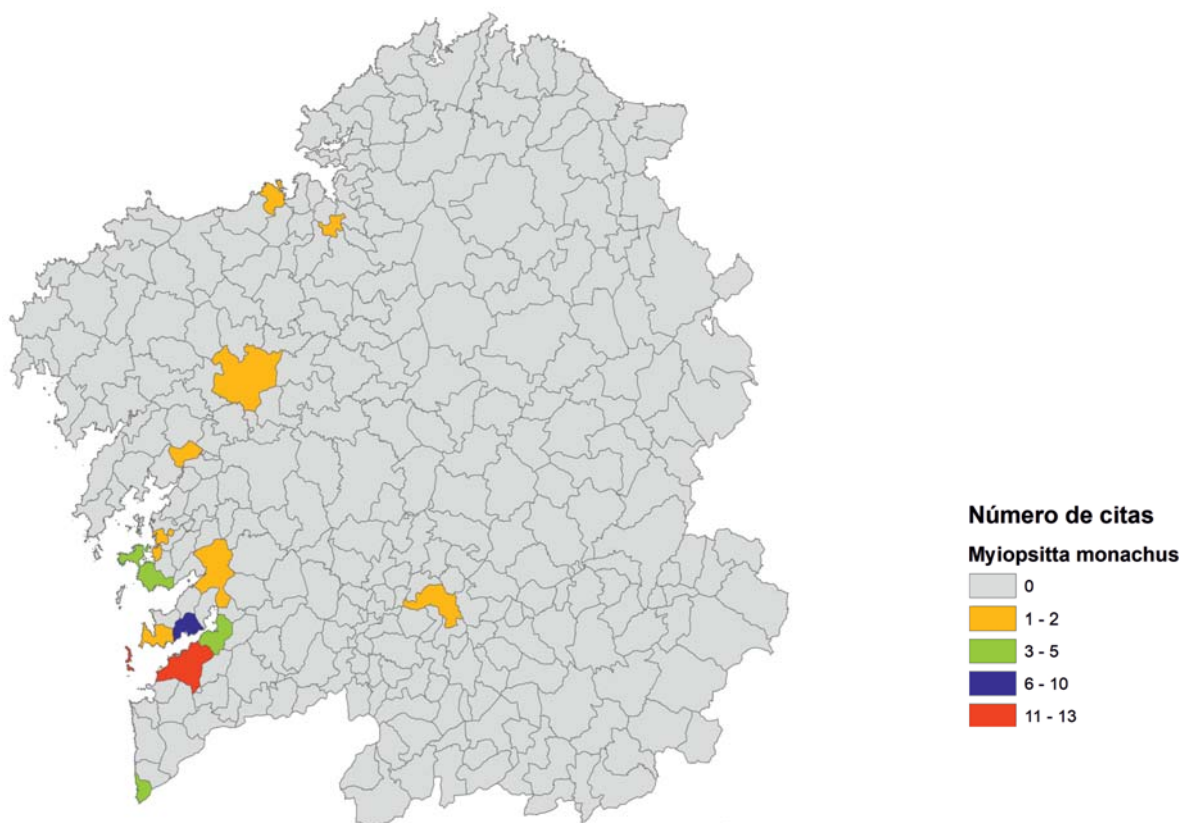 Número de citas
Myiopsitta monachus
0
1 - 2
3 - 5
6 - 10
11 - 13